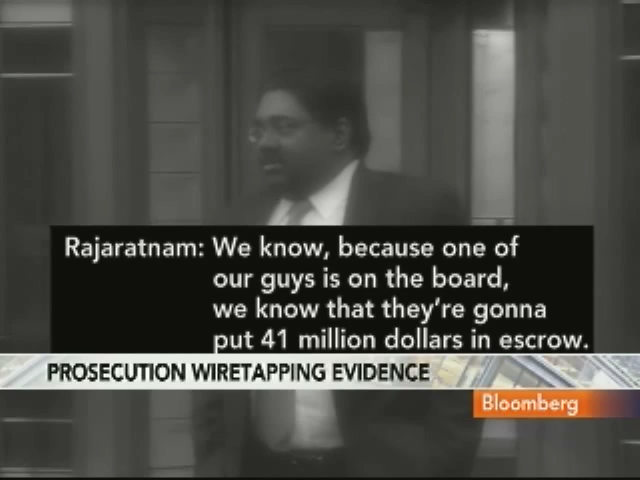 Rajaratnam: We know, because one of
our guys is on the board,
we know that they're gonna
put 41 million dollars in escrow.
PROSECUTION WIRETAPPING EVIDENCE
Bloomberg